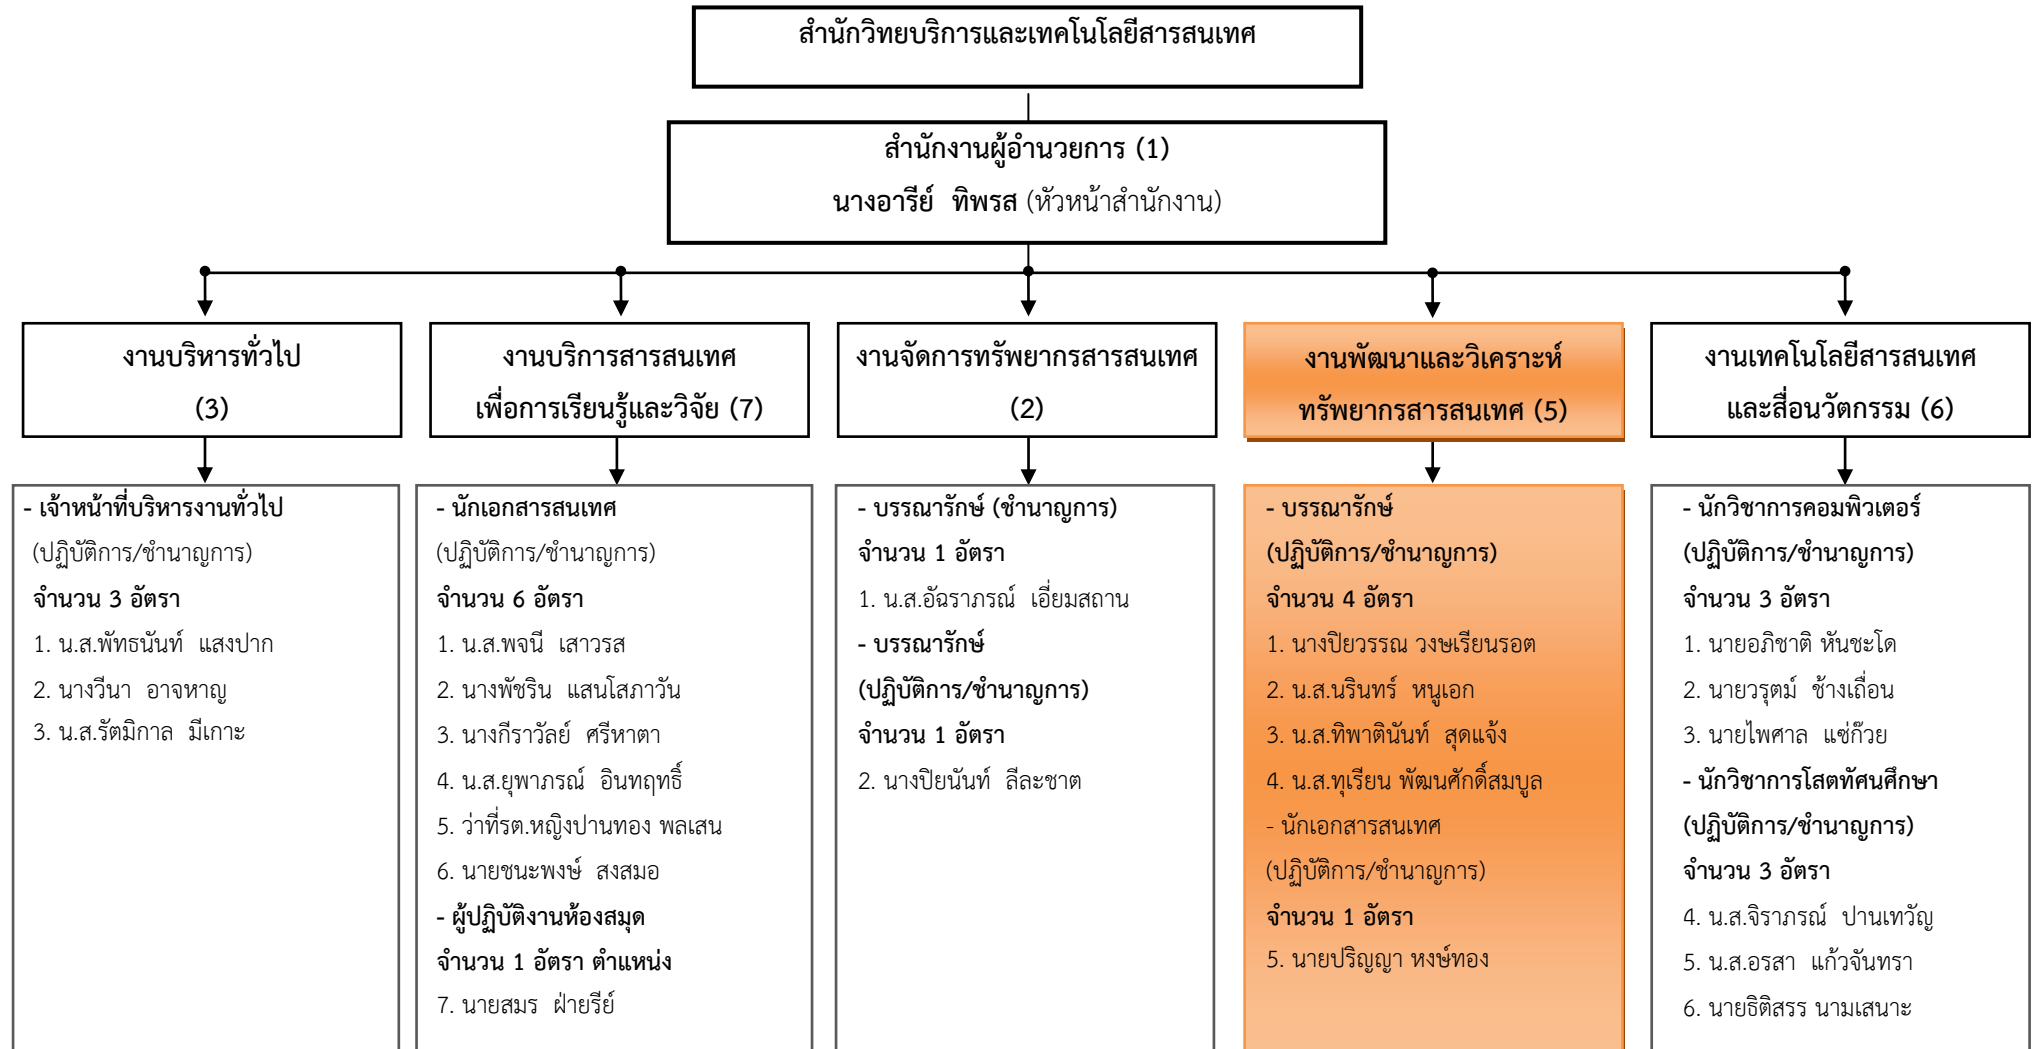 สำนักวิทยบริการและเทคโนโลยีสารสนเทศ
สำนักงานผู้อำนวยการ (1)
นางอารีย์ ทิพรส (หัวหน้าสำนักงาน)
งานบริหารทั่วไป
(3)
งานบริการสารสนเทศ
เพื่อการเรียนรู้และวิจัย (7)
งานจัดการทรัพยากรสารสนเทศ
(2)
งานพัฒนาและวิเคราะห์
ทรัพยากรสารสนเทศ (5)
งานเทคโนโลยีสารสนเทศ
และสื่อนวัตกรรม (6)
- เจ้าหน้าที่บริหารงานทั่วไป
(ปฏิบัติการ/ชำนาญการ)
จำนวน 3 อัตรา
1. น.ส.พัทธนันท์ แสงปาก
2. นางวีนา อาจหาญ
3. น.ส.รัตมิกาล มีเกาะ
- นักเอกสารสนเทศ
(ปฏิบัติการ/ชำนาญการ)
จำนวน 6 อัตรา
1. น.ส.พจนี เสาวรส
2. นางพัชริน แสนโสภาวัน
3. นางกีราวัลย์ ศรีหาตา
4. น.ส.ยุพาภรณ์ อินทฤทธิ์
5. ว่าที่รต.หญิงปานทอง พลเสน
6. นายชนะพงษ์ สงสมอ
- ผู้ปฏิบัติงานห้องสมุด
จำนวน 1 อัตรา ตำแหน่ง
7. นายสมร ฝ่ายรีย์
- บรรณารักษ์ (ชำนาญการ)
จำนวน 1 อัตรา
1. น.ส.อัฉราภรณ์ เอี่ยมสถาน
- บรรณารักษ์
(ปฏิบัติการ/ชำนาญการ)
จำนวน 1 อัตรา
2. นางปิยนันท์ ลีละชาต
- บรรณารักษ์
(ปฏิบัติการ/ชำนาญการ)
จำนวน 4 อัตรา
1. นางปิยวรรณ วงษเรียนรอต
2. น.ส.นรินทร์ หนูเอก
3. น.ส.ทิพาตินันท์ สุดแจ้ง
4. น.ส.ทุเรียน พัฒนศักดิ์สมบูล
- นักเอกสารสนเทศ
(ปฏิบัติการ/ชำนาญการ)
จำนวน 1 อัตรา
5. นายปริญญา หงษ์ทอง
- นักวิชาการคอมพิวเตอร์
(ปฏิบัติการ/ชำนาญการ)
จำนวน 3 อัตรา
1. นายอภิชาติ หันชะโด
2. นายวรุตม์ ช้างเถื่อน
3. นายไพศาล แซ่ก๊วย
- นักวิชาการโสตทัศนศึกษา
(ปฏิบัติการ/ชำนาญการ)
จำนวน 3 อัตรา
4. น.ส.จิราภรณ์ ปานเทวัญ
5. น.ส.อรสา แก้วจันทรา
6. นายธิติสรร นามเสนาะ